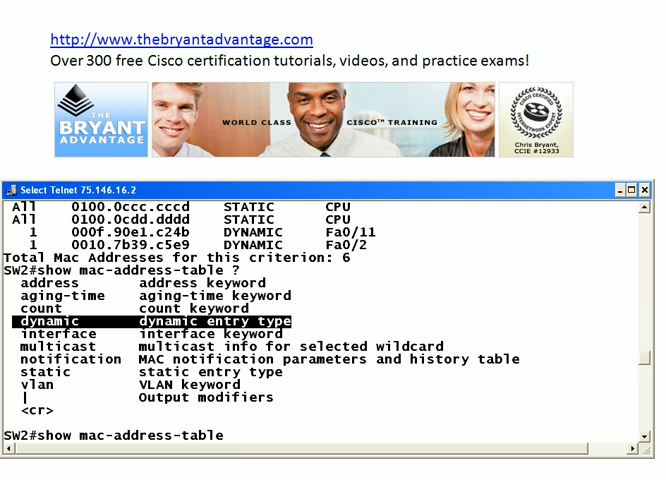 http://www.thebryantadvantage.com
Over 300 free Cisco certification tutorials, videos, and practice exams!
THE
BRYANT
ADVANTAGE
WORLD CLASS CISCO™ TRAINING
CISCO CERTIFIED
INTERNETWORK EXPERT
Chris Bryant,
CCIE #12933
Select Telnet 75.146.16.2
All 0100.0ccc.cccd STATIC CPU
All 0100.0cdd.dddd STATIC CPU
1 000f.90e1.c24b DYNAMIC Fa0/11
1 0010.7b39.c5e9 DYNAMIC Fa0/2
Total Mac Addresses for this criterion: 6
SW2#show mac-address-table ?
address address keyword
aging-time aging-time keyword
count count keyword
dynamic dynamic entry type
interface interface keyword
multicast multicast info for selected wildcard
notification MAC notification parameters and history table
static static entry type
vlan VLAN keyword
| Output modifiers
<cr>
SW2#show mac-address-table